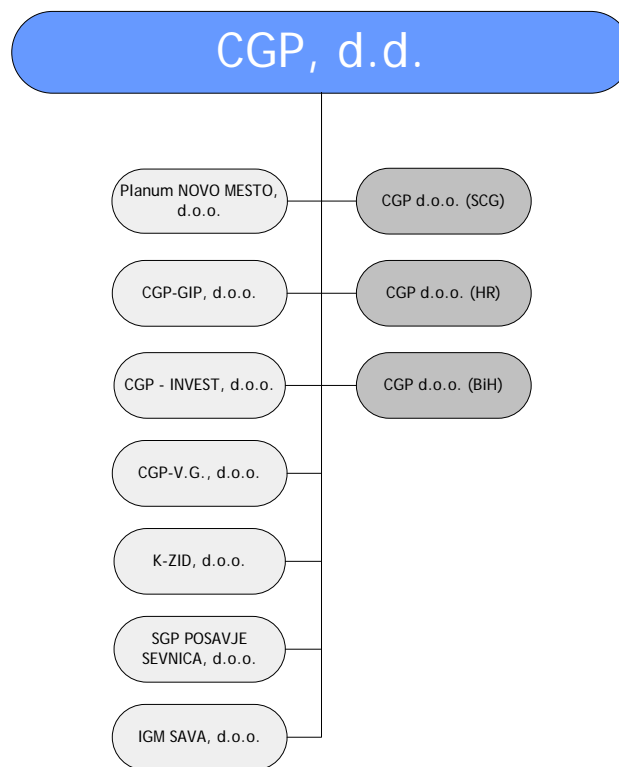 CGP, d.d.
Planum NOVO MESTO,
d.o.o.
CGP d.o.o. (SCG)
CGP-GIP, d.o.o.
CGP d.o.o. (HR)
CGP - INVEST, d.o.o.
CGP d.o.o. (BiH)
CGP-V.G., d.o.o.
K-ZID, d.o.o.
SGP POSAVJE
SEVNICA, d.o.o.
IGM SAVA, d.o.o.